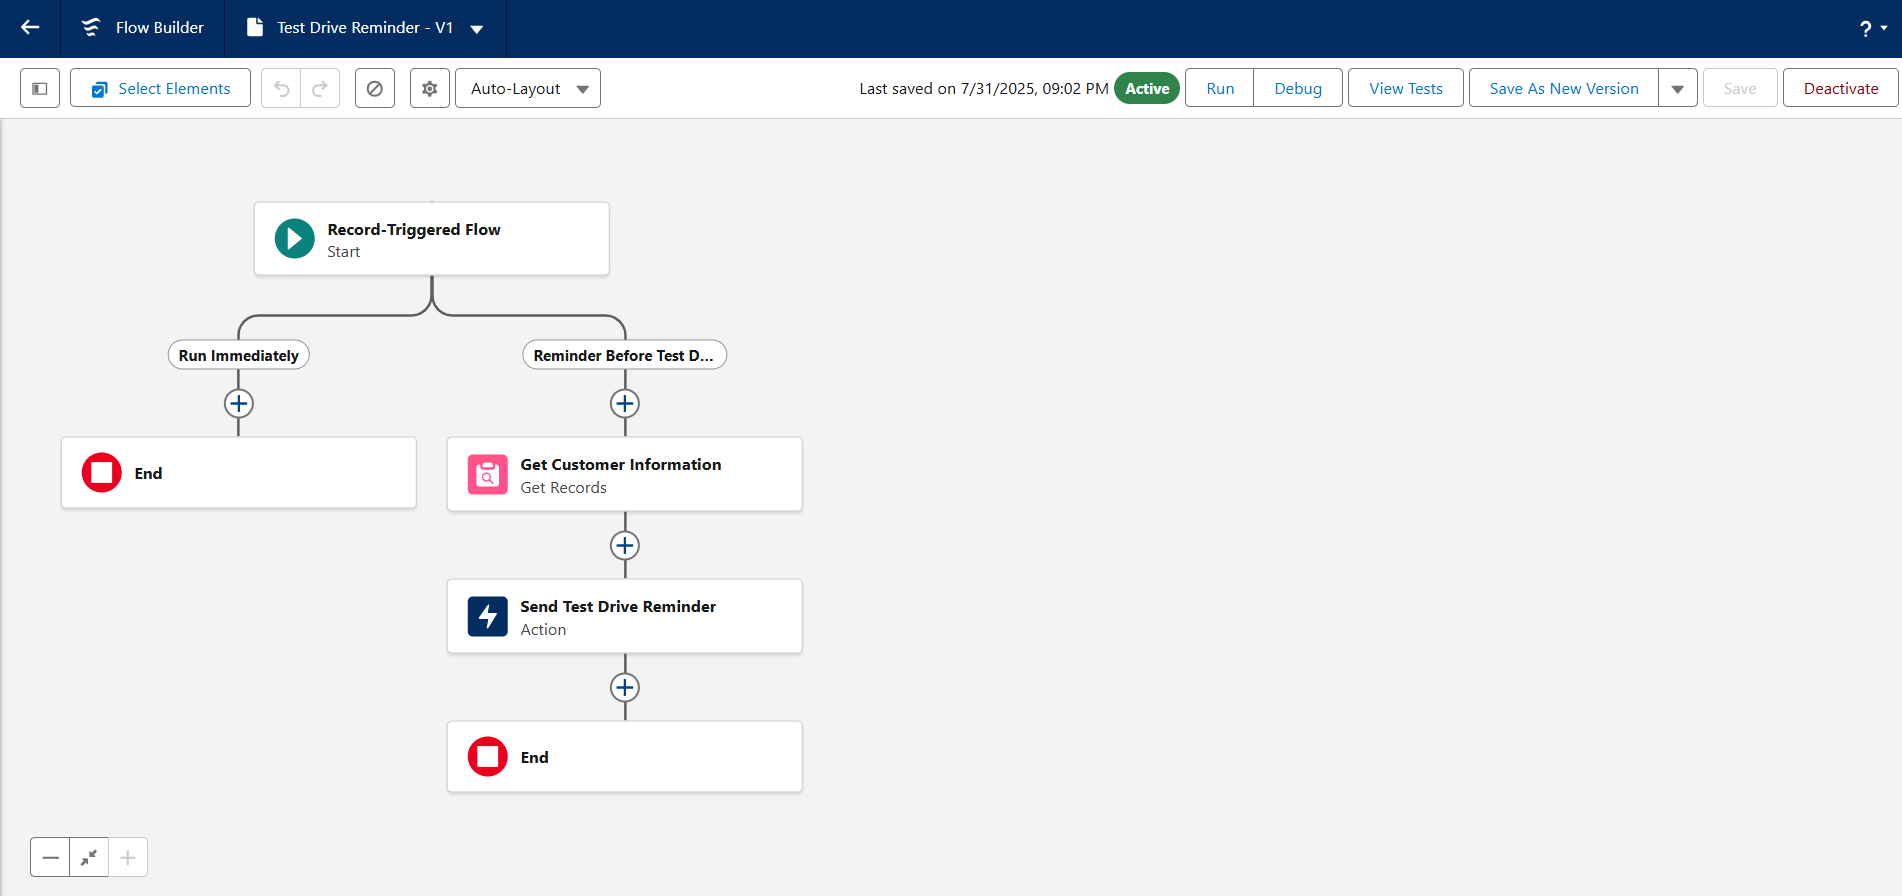 Flow Builder
Test Drive Reminder - V1
?
Select Elements
Auto-Layout
Last saved on 7/31/2025, 09:02 PM
Active
Run
Debug
View Tests
Save As New Version
Save
Deactivate
Record-Triggered Flow
Start
Run Immediately
Reminder Before Test D...
End
Get Customer Information
Get Records
Send Test Drive Reminder
Action
End